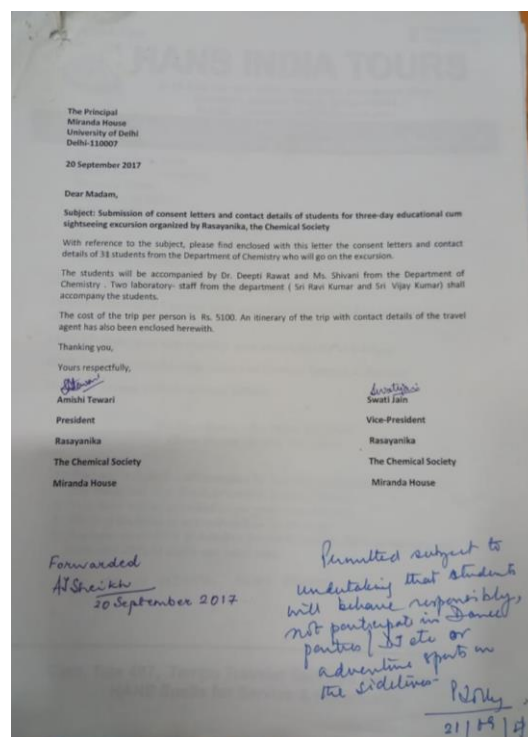 RANS INDIA TOURS
The Principal
Miranda House
University of Delhi
Delhi-110007
20 September 2017
Dear Madam,
Subject: Submission of consent letters and contact details of students for three-day educational cum
sightseeing excursion organized by Rasayanika, the Chemical Society
With reference to the subject, please find enclosed with this letter the consent letters and contact
details of 31 students from the Department of Chemistry who will go on the excursion.
The students will be accompanied by Dr. Deepti Rawat and Ms. Shivani from the Department of
Chemistry . Two laboratory- staff from the department ( Sri Ravi Kumar and Sri Vijay Kumar) shall
accompany the students.
The cost of the trip per person is Rs. 5100. An itinerary of the trip with contact details of the travel
agent has also been enclosed herewith.
Thanking you,
Yours respectfully,
Amishi Tewari
Swati Jain
President
Vice-President
Rasayanika
Rasayanika
The Chemical Society
The Chemical Society
Miranda House
Miranda House
Forwarded
AJSheikh
20 September 2017
Permitted subject to
undertaking that students
will behave responsibly,
not participate in Dance
parties / DJ etc or
adventure sports on
the sidelines
21/09/